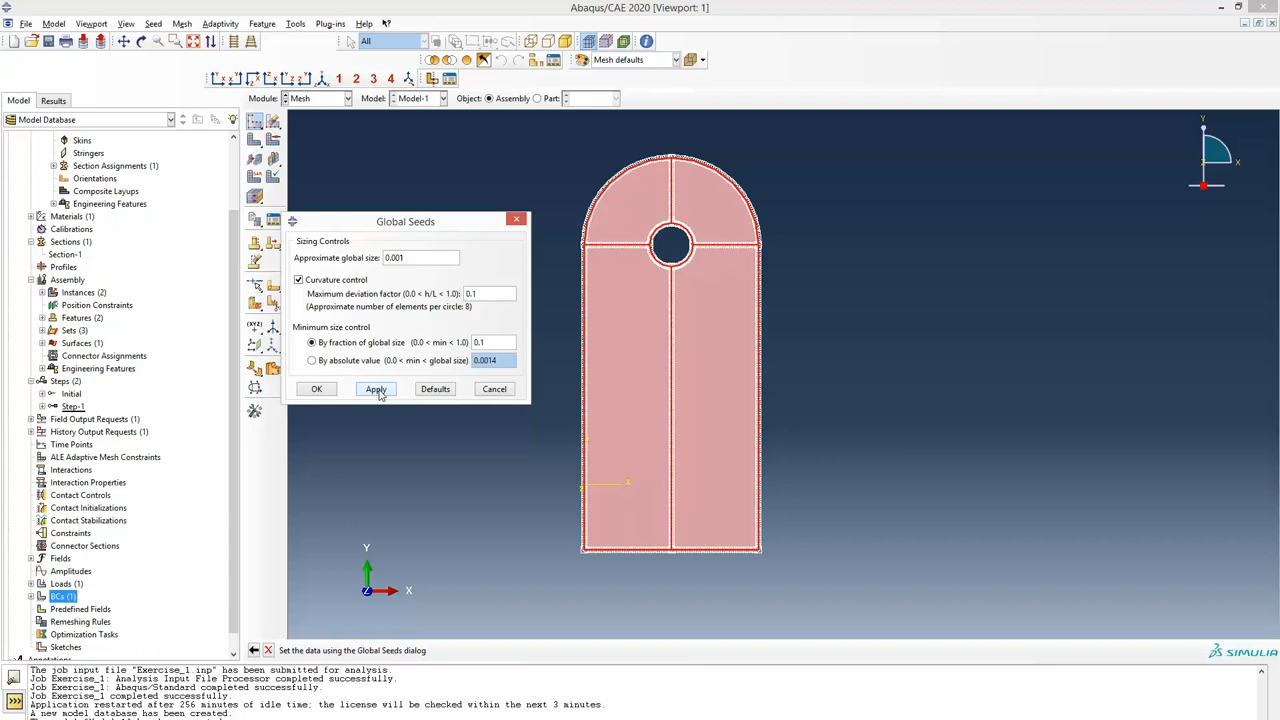 Abaqus/CAE 2020 [Viewport: 1]
File Model Viewport View Seed Mesh Adaptivity Feature Tools Plug-ins Help
All
Mesh defaults
1 2 3 4
Model Results
Module: Mesh Model: Model-1 Object: Assembly Part:
Model Database
Skins
Stringers
Section Assignments (1)
Orientations
Composite Layups
Engineering Features
Materials (1)
Calibrations
Sections (1)
Section-1
Profiles
Assembly
Instances (2)
Position Constraints
Features (2)
Sets (3)
Surfaces (1)
Connector Assignments
Engineering Features
Steps (2)
Initial
Step-1
Field Output Requests (1)
History Output Requests (1)
Time Points
ALE Adaptive Mesh Constraints
Interactions
Interaction Properties
Contact Controls
Contact Initializations
Contact Stabilizations
Constraints
Connector Sections
Fields
Amplitudes
Loads (1)
BCs (1)
Predefined Fields
Remeshing Rules
Optimization Tasks
Sketches
Annotations
Global Seeds
Sizing Controls
Approximate global size: 0.001
Curvature control
Maximum deviation factor (0.0 < h/L < 1.0): 0.1
(Approximate number of elements per circle: 8)
Minimum size control
By fraction of global size (0.0 < min < 1.0) 0.1
By absolute value (0.0 < min < global size) 0.0014
OK Apply Defaults Cancel
Y
X
Y
X
Z
Set the data using the Global Seeds dialog
SIMULIA
The job input file "Exercise_1.inp" has been submitted for analysis.
Job Exercise_1: Analysis Input File Processor completed successfully.
Job Exercise_1: Abaqus/Standard completed successfully.
Job Exercise_1 completed successfully.
Application restarted after 256 minutes of idle time; the license will be checked within the next 3 minutes.
A new model database has been created.